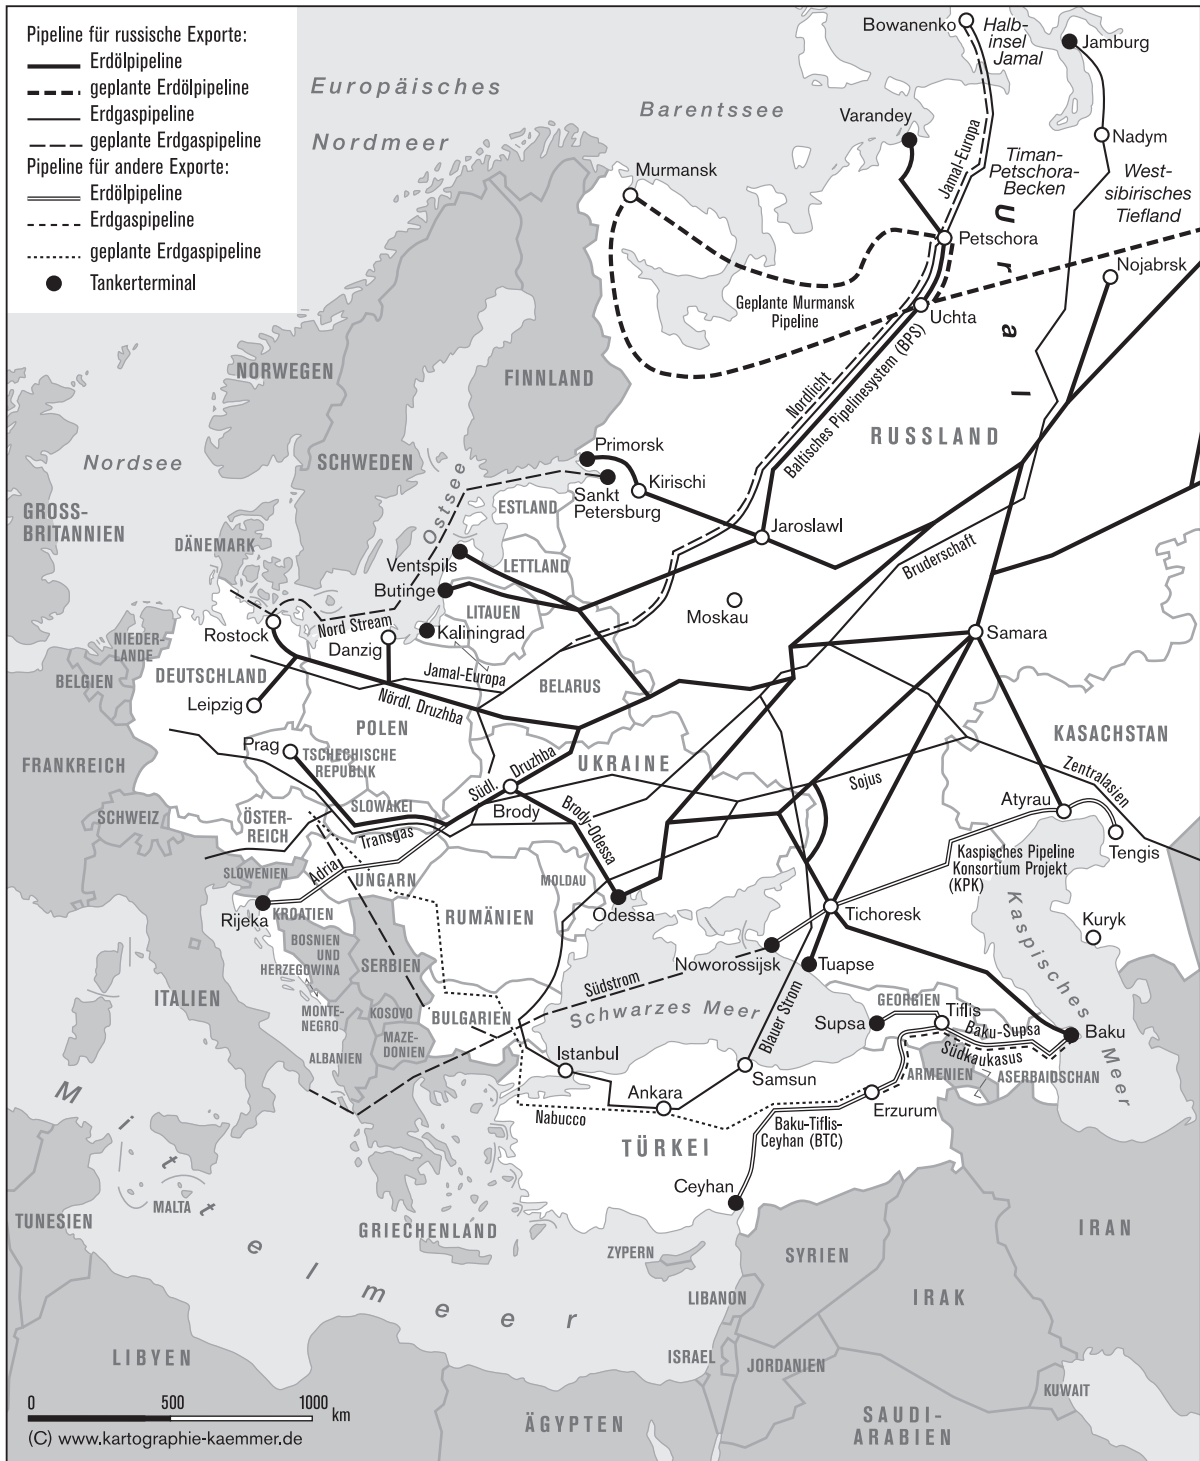 Pipeline für russische Exporte:
Erdölpipeline
geplante Erdölpipeline
Erdgaspipeline
geplante Erdgaspipeline
Pipeline für andere Exporte:
Erdölpipeline
Erdgaspipeline
geplante Erdgaspipeline
Tankerterminal
Europäisches
Nordmeer
Barentssee
Bowanenko
Halb-
insel
Jamal
Jamburg
Varandey
Nadym
Murmansk
Jamal-Europa
Timan-
Petschora-
Becken
West-
sibirisches
Tiefland
Ural
Petschora
Nojabrsk
Geplante Murmansk
Pipeline
Uchta
NORWEGEN
FINNLAND
SCHWEDEN
Nordlicht
Baltisches Pipelinesystem (BPS)
RUSSLAND
Nordsee
Ostsee
Primorsk
Sankt
Petersburg
Kirischi
ESTLAND
Jaroslawl
GROSS-
BRITANNIEN
DÄNEMARK
Ventspils
LETTLAND
Butinge
LITAUEN
Bruderschaft
Moskau
Kaliningrad
Rostock
Nord Stream
Danzig
Samara
NIEDER-
LANDE
BELGIEN
DEUTSCHLAND
Leipzig
Jamal-Europa
BELARUS
Nördl. Druzhba
POLEN
Prag
TSCHECHISCHE
REPUBLIK
Südl. Druzhba
UKRAINE
KASACHSTAN
FRANKREICH
Sojus
Zentralasien
SCHWEIZ
ÖSTER-
REICH
SLOWAKEI
Brody
Transgas
Brody-Odessa
Atyrau
Tengis
Kaspisches Pipeline
Konsortium Projekt
(KPK)
SLOWENIEN
Adria
UNGARN
MOLDAU
Rijeka
KROATIEN
RUMÄNIEN
Odessa
Tichoresk
Kuryk
Kaspisches Meer
BOSNIEN
UND
HERZEGOWINA
SERBIEN
Noworossijsk
Tuapse
ITALIEN
Südstrom
MONTE-
NEGRO
KOSOVO
BULGARIEN
Schwarzes Meer
Blauer Strom
GEORGIEN
Supsa
Tiflis
Baku-Supsa
Baku
MAZE-
DONIEN
ALBANIEN
Istanbul
Südkaukasus
Samsun
ARMENIEN
ASERBAIDSCHAN
Ankara
Erzurum
Nabucco
Baku-Tiflis-
Ceyhan (BTC)
TÜRKEI
Ceyhan
Mittelmeer
TUNESIEN
MALTA
GRIECHENLAND
ZYPERN
SYRIEN
IRAN
LIBANON
IRAK
ISRAEL
JORDANIEN
LIBYEN
KUWAIT
ÄGYPTEN
SAUDI-
ARABIEN
0 500 1000 km
(C) www.kartographie-kaemmer.de